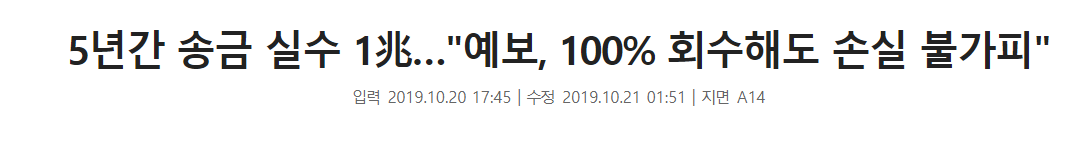 5년간 송금 실수 1兆..."예보, 100% 회수해도 손실 불가피"
입력 2019.10.20 17:45 | 수정 2019.10.21 01:51 | 지면 A14